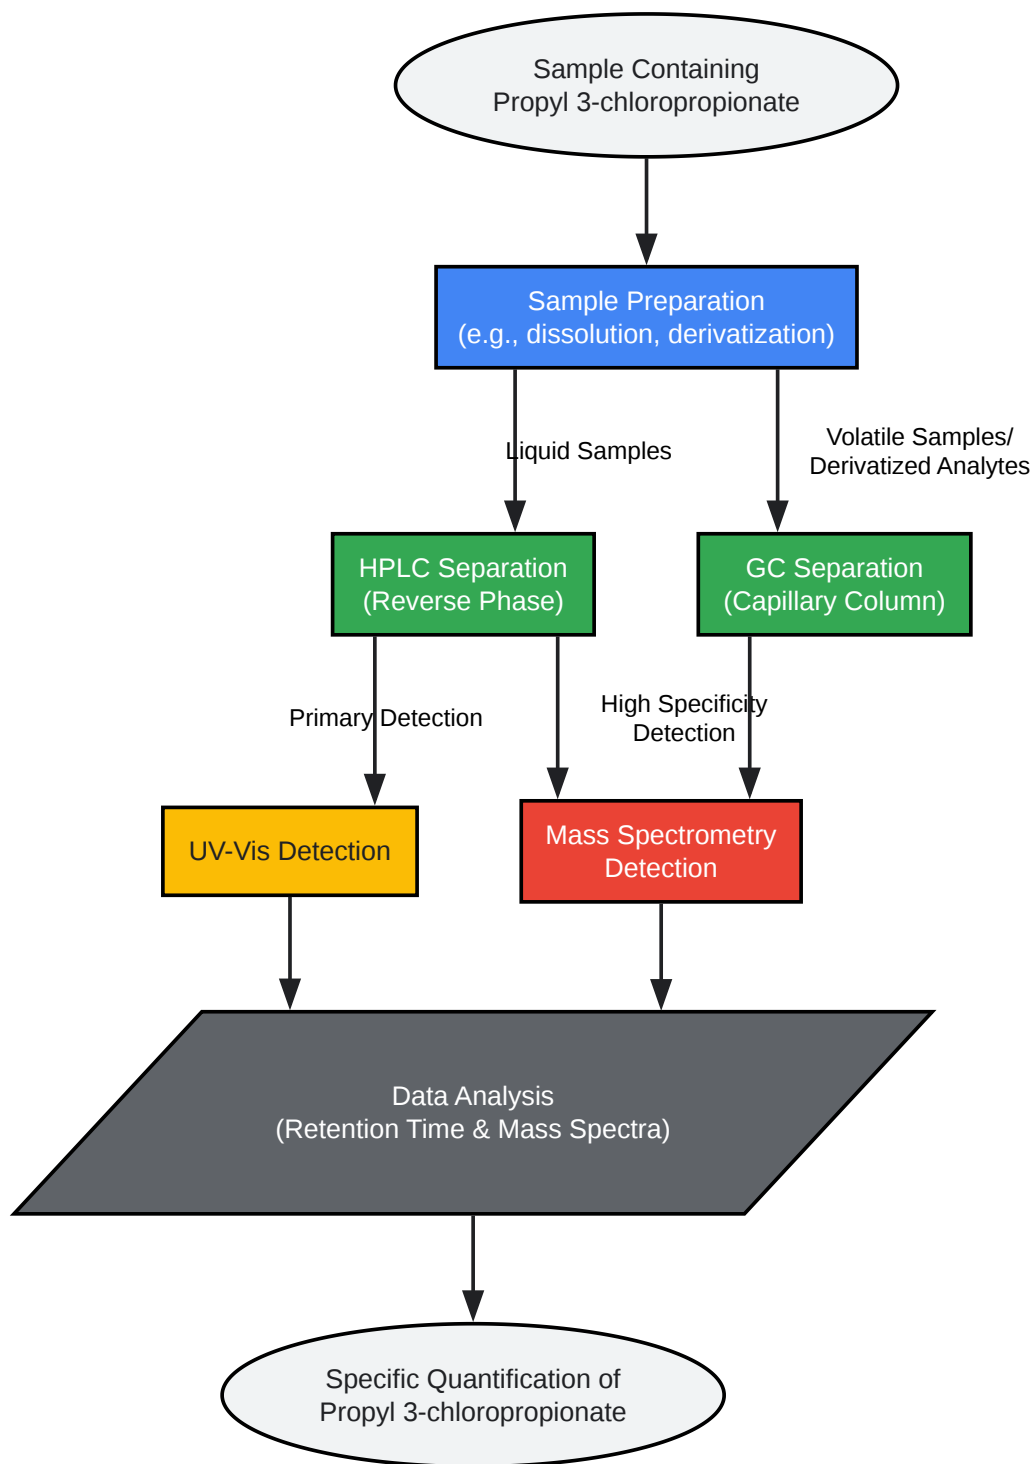 Sample Containing
Propyl 3-chloropropionate
Sample Preparation
(e.g., dissolution, derivatization)
Liquid Samples
Volatile Samples/
Derivatized Analytes
HPLC Separation
(Reverse Phase)
GC Separation
(Capillary Column)
Primary Detection
High Specificity
Detection
UV-Vis Detection
Mass Spectrometry
Detection
Data Analysis
(Retention Time & Mass Spectra)
Specific Quantification of
Propyl 3-chloropropionate